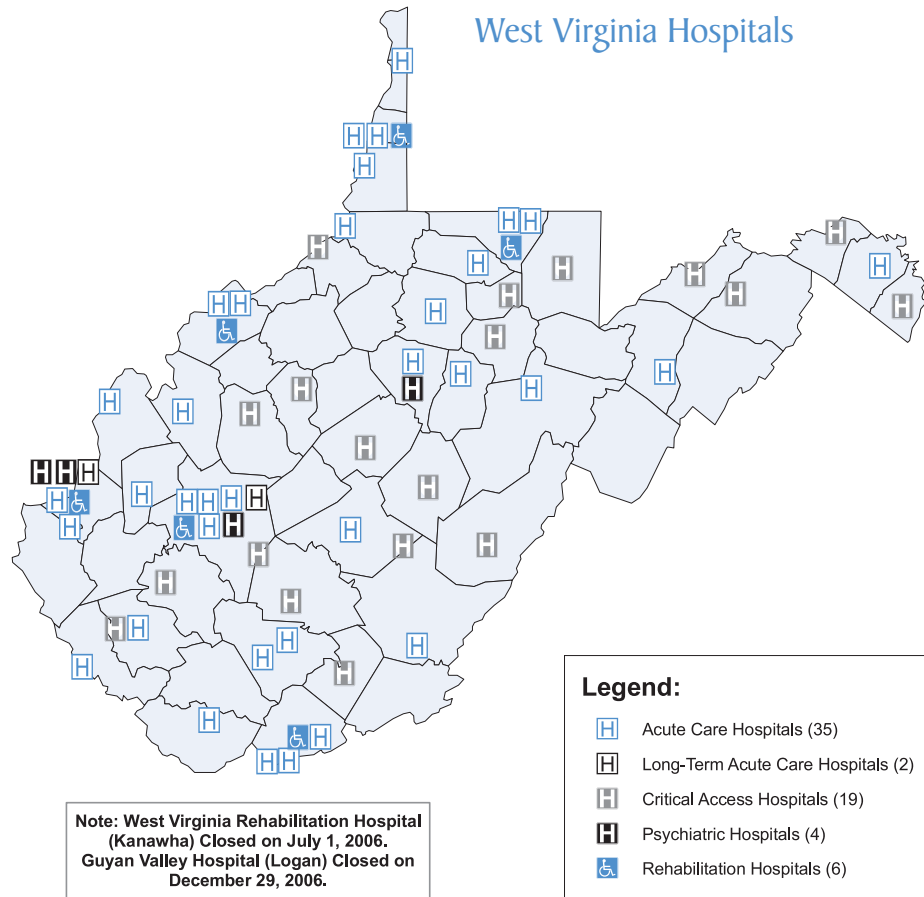 West Virginia Hospitals
Legend:
H Acute Care Hospitals (35)
H Long-Term Acute Care Hospitals (2)
H Critical Access Hospitals (19)
H Psychiatric Hospitals (4)
Rehabilitation Hospitals (6)
Note: West Virginia Rehabilitation Hospital
(Kanawha) Closed on July 1, 2006.
Guyan Valley Hospital (Logan) Closed on
December 29, 2006.